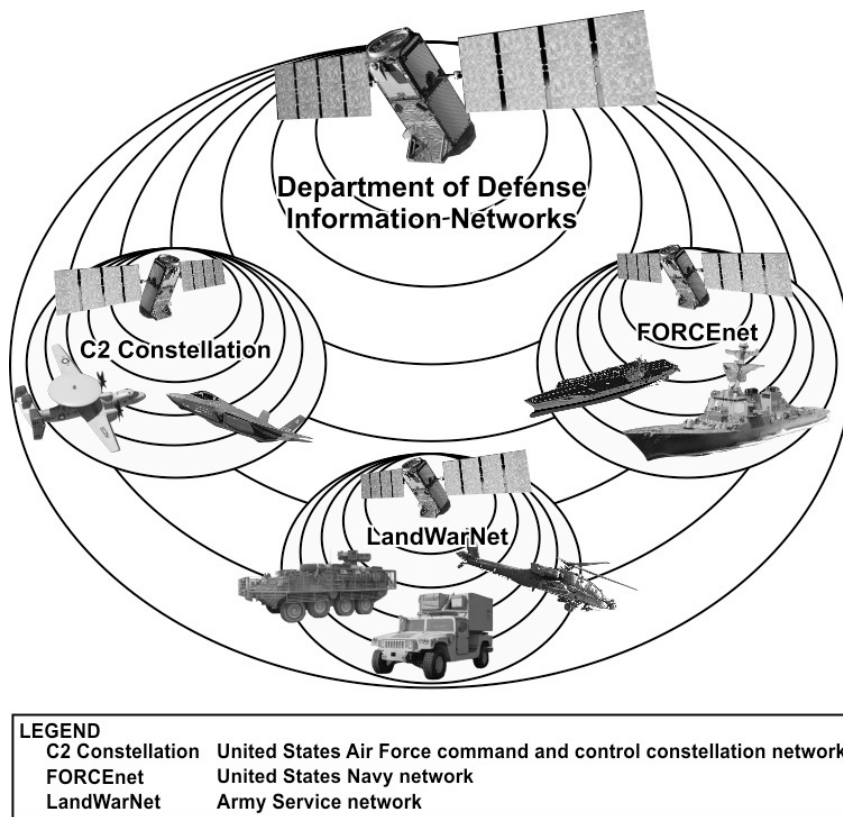 Department of Defense
Information Networks
C2 Constellation
FORCEnet
LandWarNet
LEGEND
C2 Constellation United States Air Force command and control constellation network
FORCEnet United States Navy network
LandWarNet Army Service network